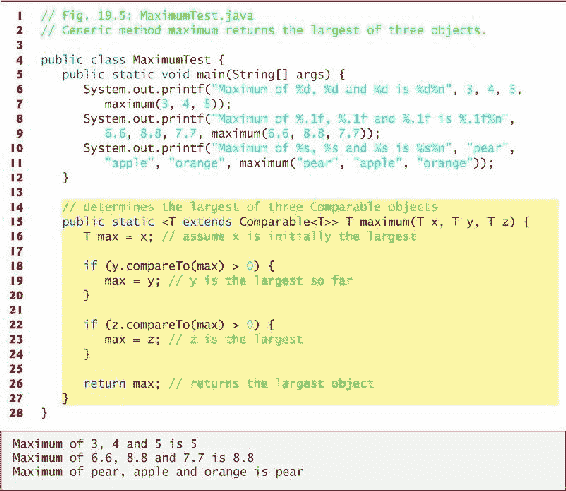 1 // Fig. 19.5: MaximumTest.java
2 // Generic method maximum returns the largest of three objects.
3
4 public class MaximumTest {
5 public static void main(String[] args) {
6 System.out.printf("Maximum of %d, %d and %d is %d%n", 3, 4, 5,
7 maximum(3, 4, 5));
8 System.out.printf("Maximum of %.1f, %.1f and %.1f is %.1f%n",
9 6.6, 8.8, 7.7, maximum(6.6, 8.8, 7.7));
10 System.out.printf("Maximum of %s, %s and %s is %s%n", "pear",
11 "apple", "orange", maximum("pear", "apple", "orange"));
12 }
13
14 // determines the largest of three Comparable objects
15 public static <T extends Comparable<T>> T maximum(T x, T y, T z) {
16 T max = x; // assume x is initially the largest
17
18 if (y.compareTo(max) > 0) {
19 max = y; // y is the largest so far
20 }
21
22 if (z.compareTo(max) > 0) {
23 max = z; // z is the largest
24 }
25
26 return max; // returns the largest object
27 }
28 }
Maximum of 3, 4 and 5 is 5
Maximum of 6.6, 8.8 and 7.7 is 8.8
Maximum of pear, apple and orange is pear